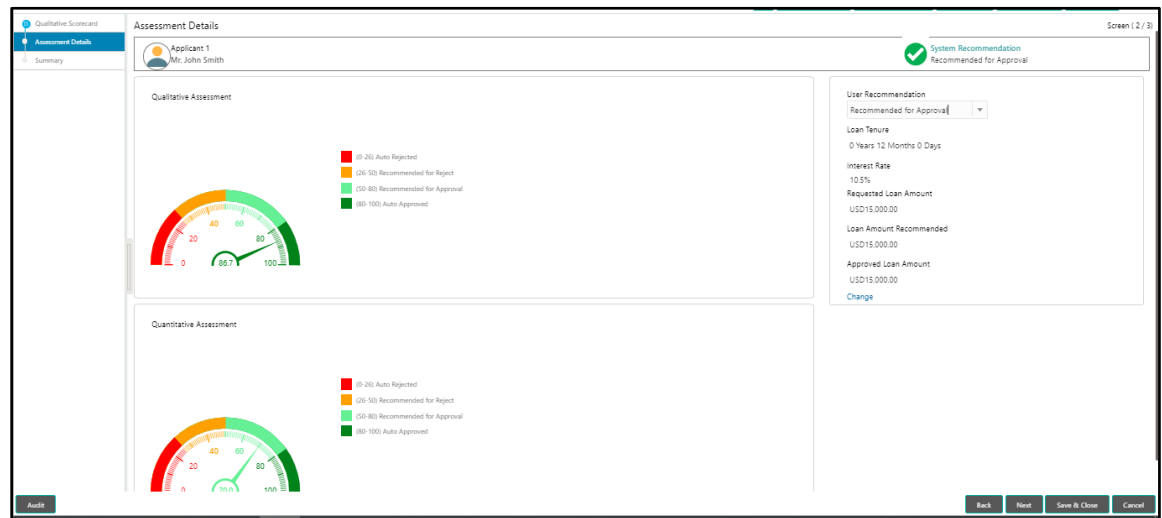 Qualitative Scorecard
Assessment Details
Summary
Assessment Details
Screen ( 2 / 3)
Applicant 1
Mr. John Smith
System Recommendation
Recommended for Approval
Qualitative Assessment
(0-26) Auto Rejected
(26-50) Recommended for Reject
(50-80) Recommended for Approval
(80-100) Auto Approved
0
20
40
60
80
100
86.7
User Recommendation
Recommended for Approval
Loan Tenure
0 Years 12 Months 0 Days
Interest Rate
10.5%
Requested Loan Amount
USD15,000.00
Loan Amount Recommended
USD15,000.00
Approved Loan Amount
USD15,000.00
Change
Quantitative Assessment
(0-26) Auto Rejected
(26-50) Recommended for Reject
(50-80) Recommended for Approval
(80-100) Auto Approved
0
20
40
60
80
100
70.0
Audit
Back
Next
Save & Close
Cancel